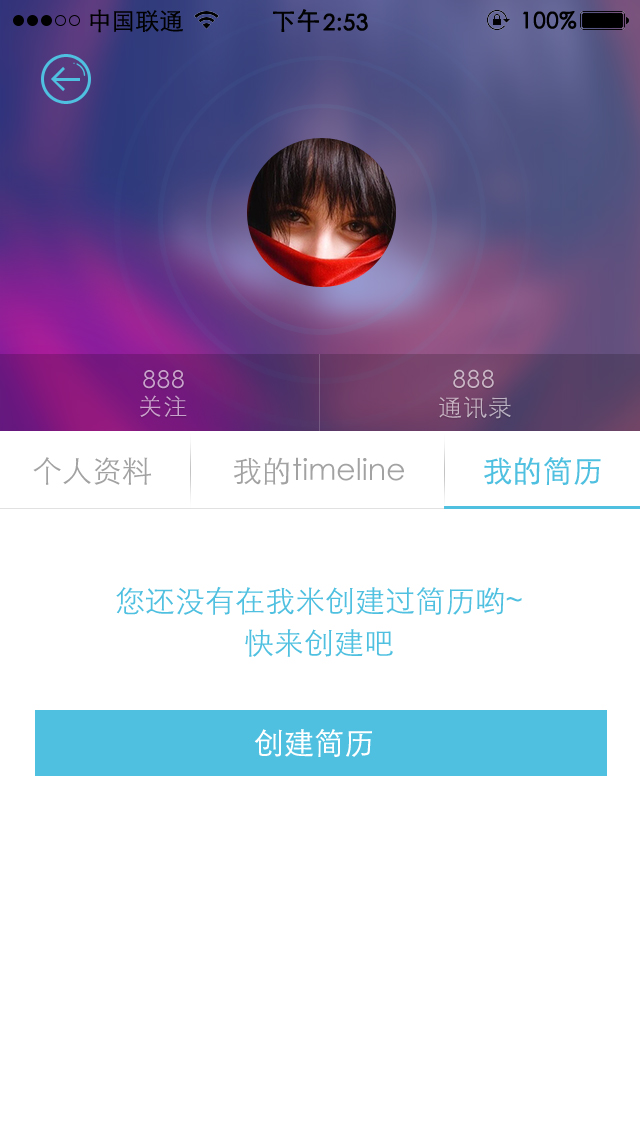 中国联通 下午2:53 100%
888 888
关注 通讯录
个人资料 我的timeline 我的简历
您还没有在我米创建过简历哟~
快来创建吧
创建简历